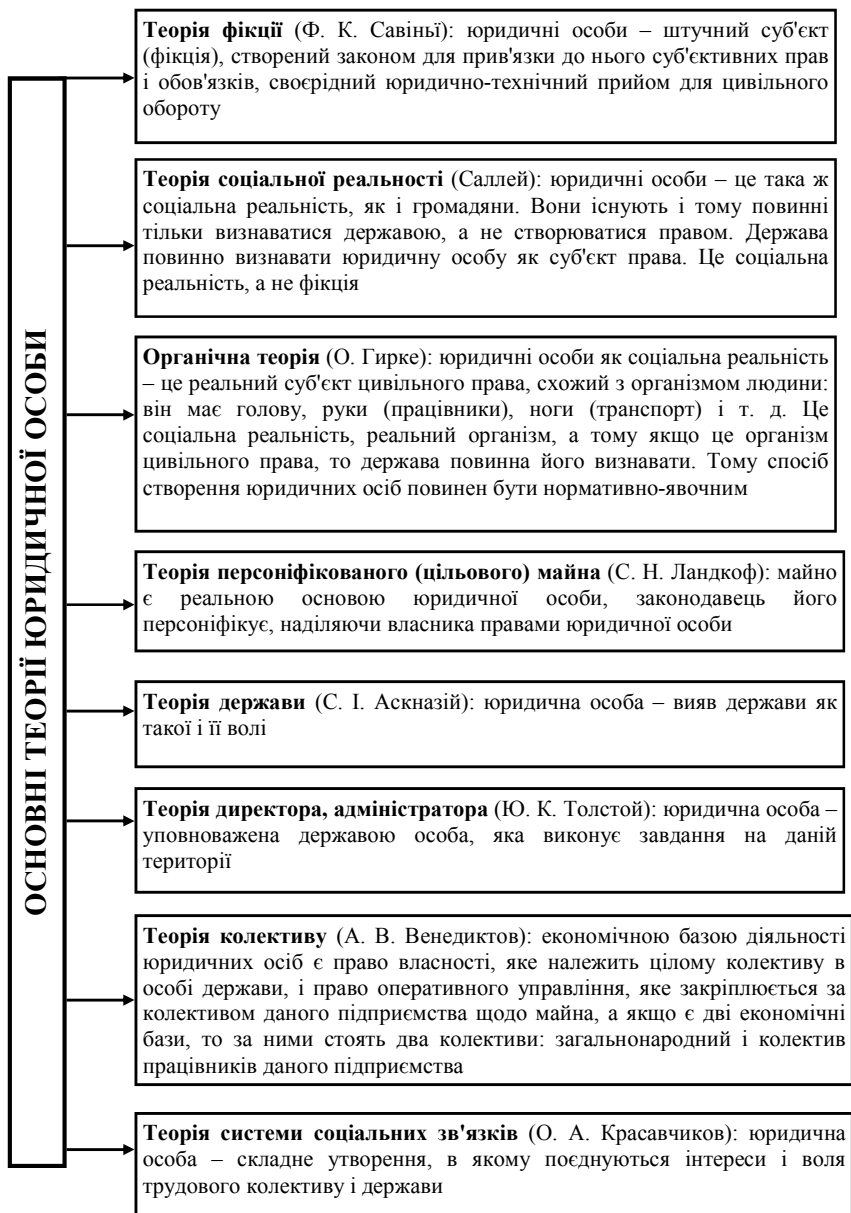 ОСНОВНІ ТЕОРІЇ ЮРИДИЧНОЇ ОСОБИ
Теорія фікції (Ф. К. Савіньї): юридичні особи – штучний суб'єкт
(фікція), створений законом для прив'язки до нього суб'єктивних прав
і обов'язків, своєрідний юридично-технічний прийом для цивільного
обороту
Теорія соціальної реальності (Саллей): юридичні особи – це така ж
соціальна реальність, як і громадяни. Вони існують і тому повинні
тільки визнаватися державою, а не створюватися правом. Держава
повинно визнавати юридичну особу як суб'єкт права. Це соціальна
реальність, а не фікція
Органічна теорія (О. Гирке): юридичні особи як соціальна реальність
– це реальний суб'єкт цивільного права, схожий з організмом людини:
він має голову, руки (працівники), ноги (транспорт) і т. д. Це
соціальна реальність, реальний організм, а тому якщо це організм
цивільного права, то держава повинна його визнавати. Тому спосіб
створення юридичних осіб повинен бути нормативно-явочним
Теорія персоніфікованого (цільового) майна (С. Н. Ландкоф): майно
є реальною основою юридичної особи, законодавець його
персоніфікує, наділяючи власника правами юридичної особи
Теорія держави (С. І. Аскназій): юридична особа – вияв держави як
такої і її волі
Теорія директора, адміністратора (Ю. К. Толстой): юридична особа –
уповноважена державою особа, яка виконує завдання на даній
території
Теорія колективу (А. В. Венедиктов): економічною базою діяльності
юридичних осіб є право власності, яке належить цілому колективу в
особі держави, і право оперативного управління, яке закріплюється за
колективом даного підприємства щодо майна, а якщо є дві економічні
бази, то за ними стоять два колективи: загальнонародний і колектив
працівників даного підприємства
Теорія системи соціальних зв'язків (О. А. Красавчиков): юридична
особа – складне утворення, в якому поєднуються інтереси і воля
трудового колективу і держави